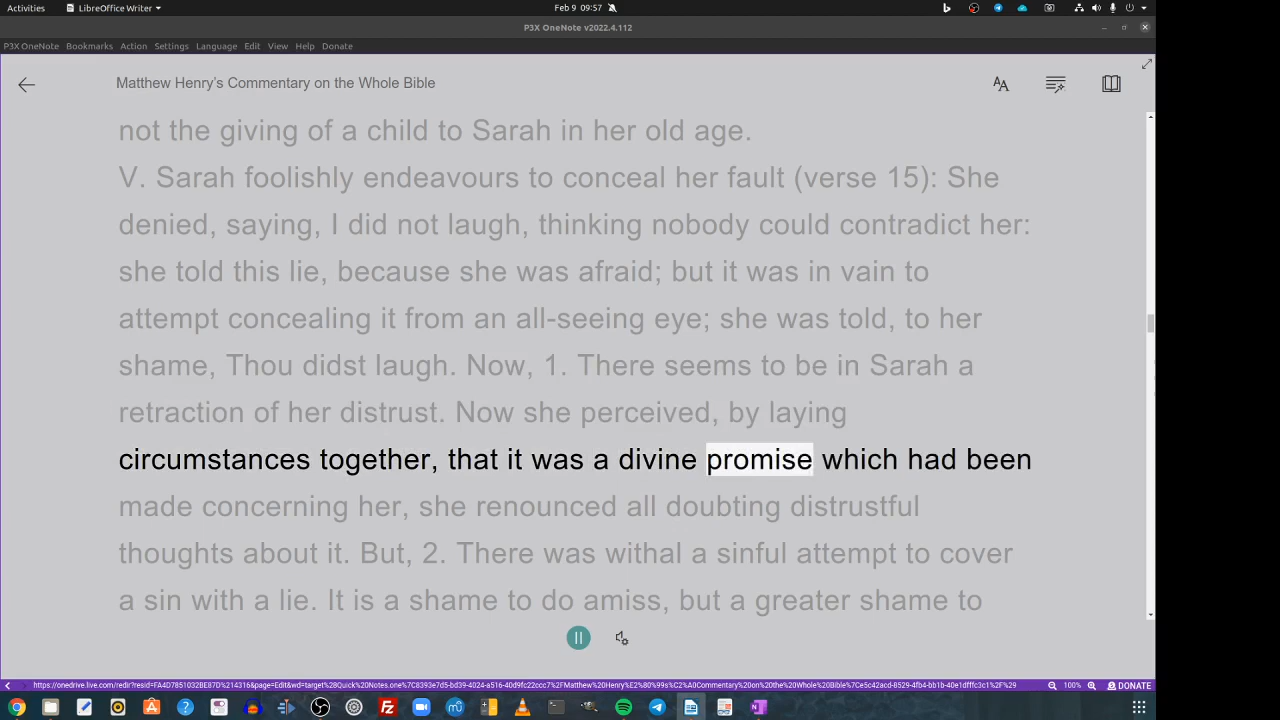 Activities LibreOffice Writer Feb 9 09:57
P3X OneNote v2022.4.112
P3X OneNote Bookmarks Action Settings Language Edit View Help Donate
Matthew Henry's Commentary on the Whole Bible
not the giving of a child to Sarah in her old age.
V. Sarah foolishly endeavours to conceal her fault (verse 15): She
denied, saying, I did not laugh, thinking nobody could contradict her:
she told this lie, because she was afraid; but it was in vain to
attempt concealing it from an all-seeing eye; she was told, to her
shame, Thou didst laugh. Now, 1. There seems to be in Sarah a
retraction of her distrust. Now she perceived, by laying
circumstances together, that it was a divine promise which had been
made concerning her, she renounced all doubting distrustful
thoughts about it. But, 2. There was withal a sinful attempt to cover
a sin with a lie. It is a shame to do amiss, but a greater shame to
100% DONATE